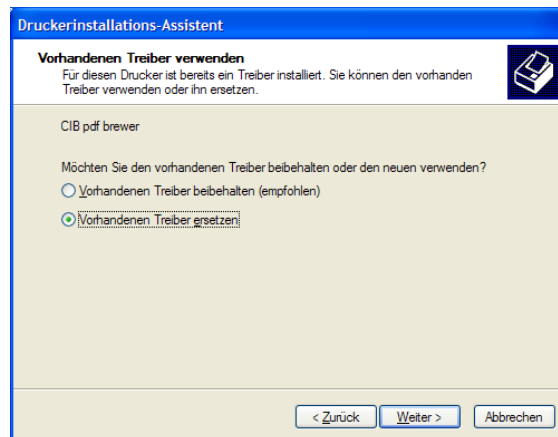 Druckerinstallations-Assistent
Vorhandenen Treiber verwenden
Für diesen Drucker ist bereits ein Treiber installiert. Sie können den vorhanden
Treiber verwenden oder ihn ersetzen.
CIB pdf brewer
Möchten Sie den vorhandenen Treiber beibehalten oder den neuen verwenden?
Vorhandenen Treiber beibehalten (empfohlen)
Vorhandenen Treiber ersetzen
< Zurück Weiter > Abbrechen